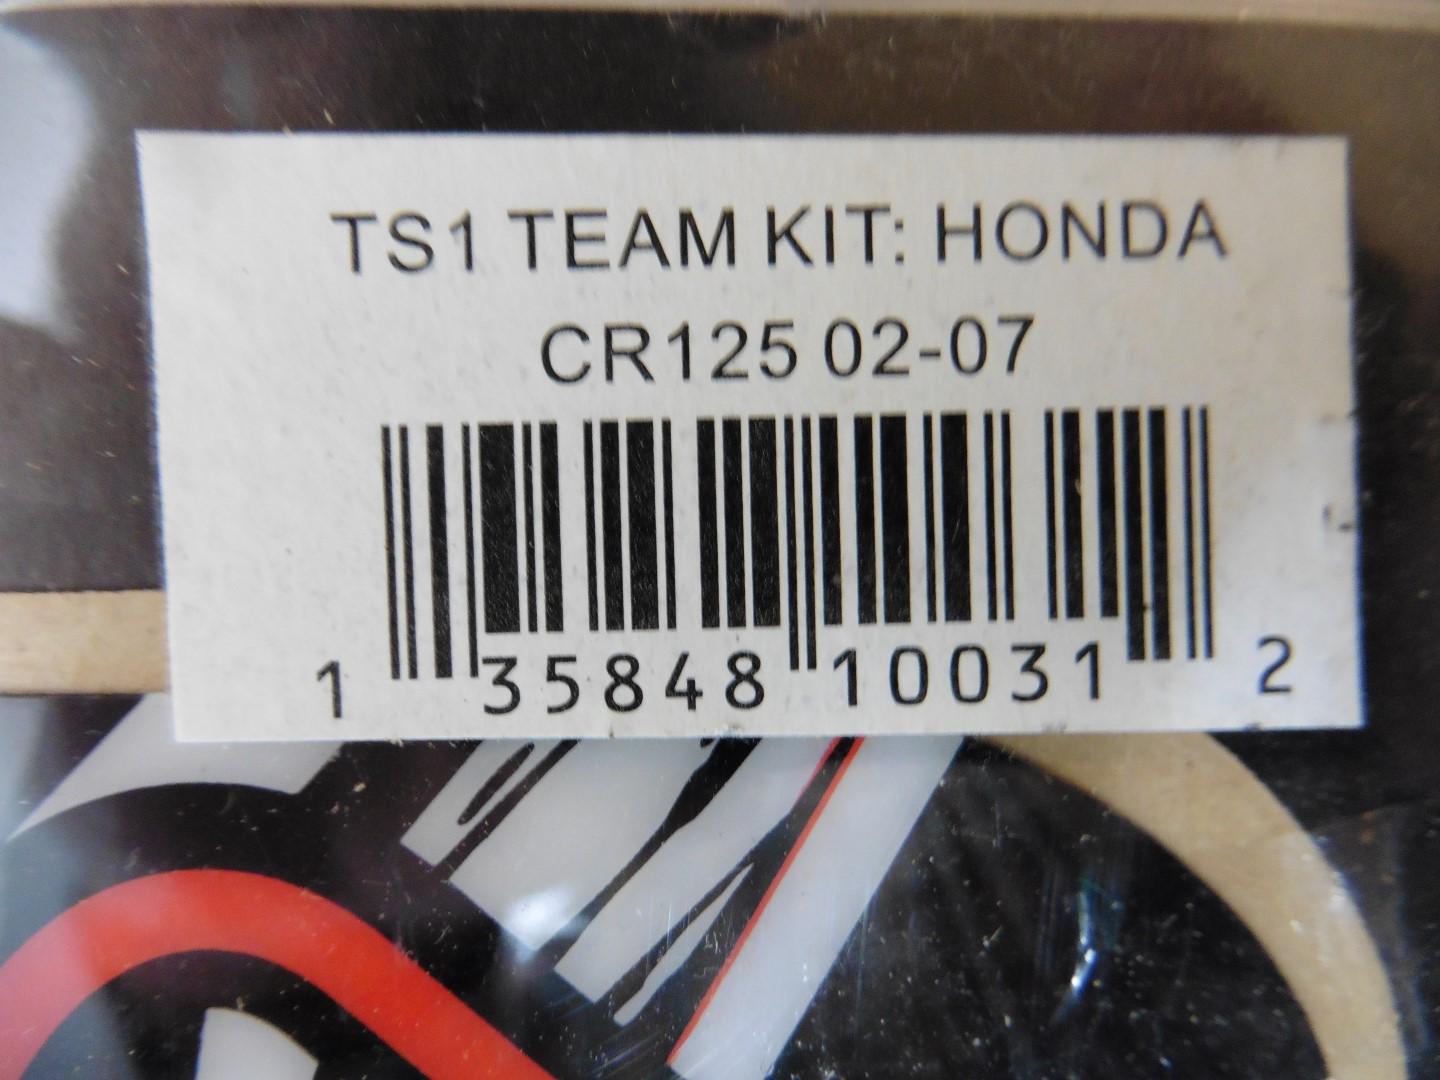 TS1 TEAM KIT: HONDA
CR125 02-07
1 35848 10031 2